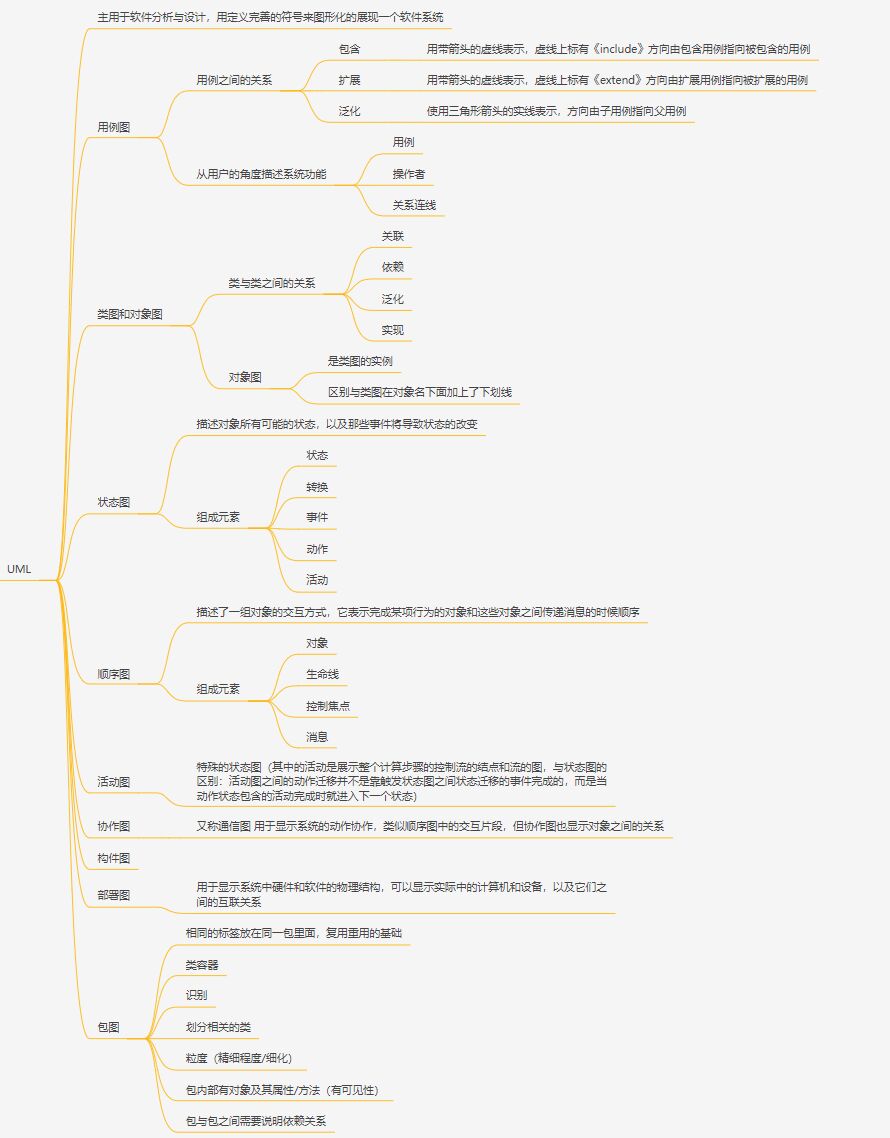 主用于软件分析与设计，用定义完善的符号来图形化的展现一个软件系统
包含
用带箭头的虚线表示，虚线上标有《include》方向由包含用例指向被包含的用例
用例之间的关系
扩展
用带箭头的虚线表示，虚线上标有《extend》方向由扩展用例指向被扩展的用例
泛化
使用三角形箭头的实线表示，方向由子用例指向父用例
用例图
用例
从用户的角度描述系统功能
操作者
关系连线
关联
类与类之间的关系
依赖
泛化
实现
类图和对象图
是类图的实例
对象图
区别与类图在对象名下面加上了下划线
描述对象所有可能的状态，以及那些事件将导致状态的改变
状态图
状态
转换
组成元素
事件
动作
活动
UML
描述了一组对象的交互方式，它表示完成某项行为的对象和这些对象之间传递消息的时候顺序
顺序图
对象
生命线
组成元素
控制焦点
消息
活动图
特殊的状态图（其中的活动是展示整个计算步骤的控制流的结点和流的图，与状态图的
区别：活动图之间的动作迁移并不是靠触发状态图之间状态迁移的事件完成的，而是当
动作状态包含的活动完成时就进入下一个状态）
协作图
又称通信图 用于显示系统的动作协作，类似顺序图中的交互片段，但协作图也显示对象之间的关系
构件图
部署图
用于显示系统中硬件和软件的物理结构，可以显示实际中的计算机和设备，以及它们之
间的互联关系
相同的标签放在同一包里面，复用重用的基础
类容器
识别
包图
划分相关的类
粒度（精细程度/细化）
包内部有对象及其属性/方法（有可见性）
包与包之间需要说明依赖关系